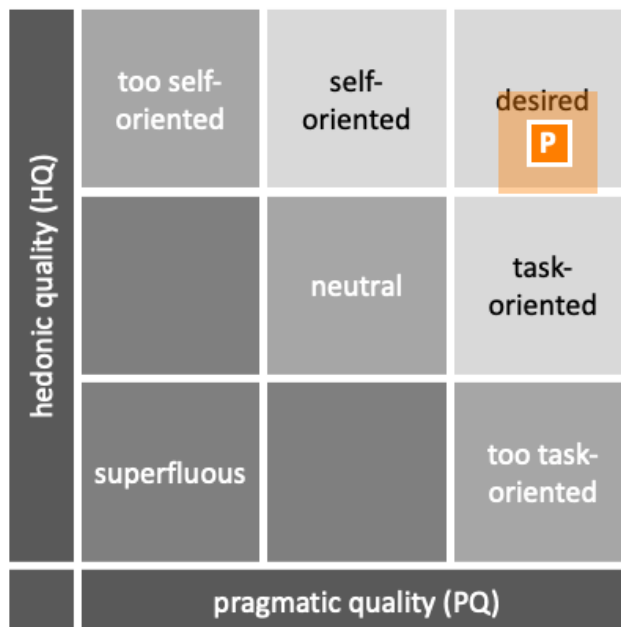 too self-
oriented
self-
oriented
desired
P
hedonic quality (HQ)
neutral
task-
oriented
superfluous
too task-
oriented
pragmatic quality (PQ)